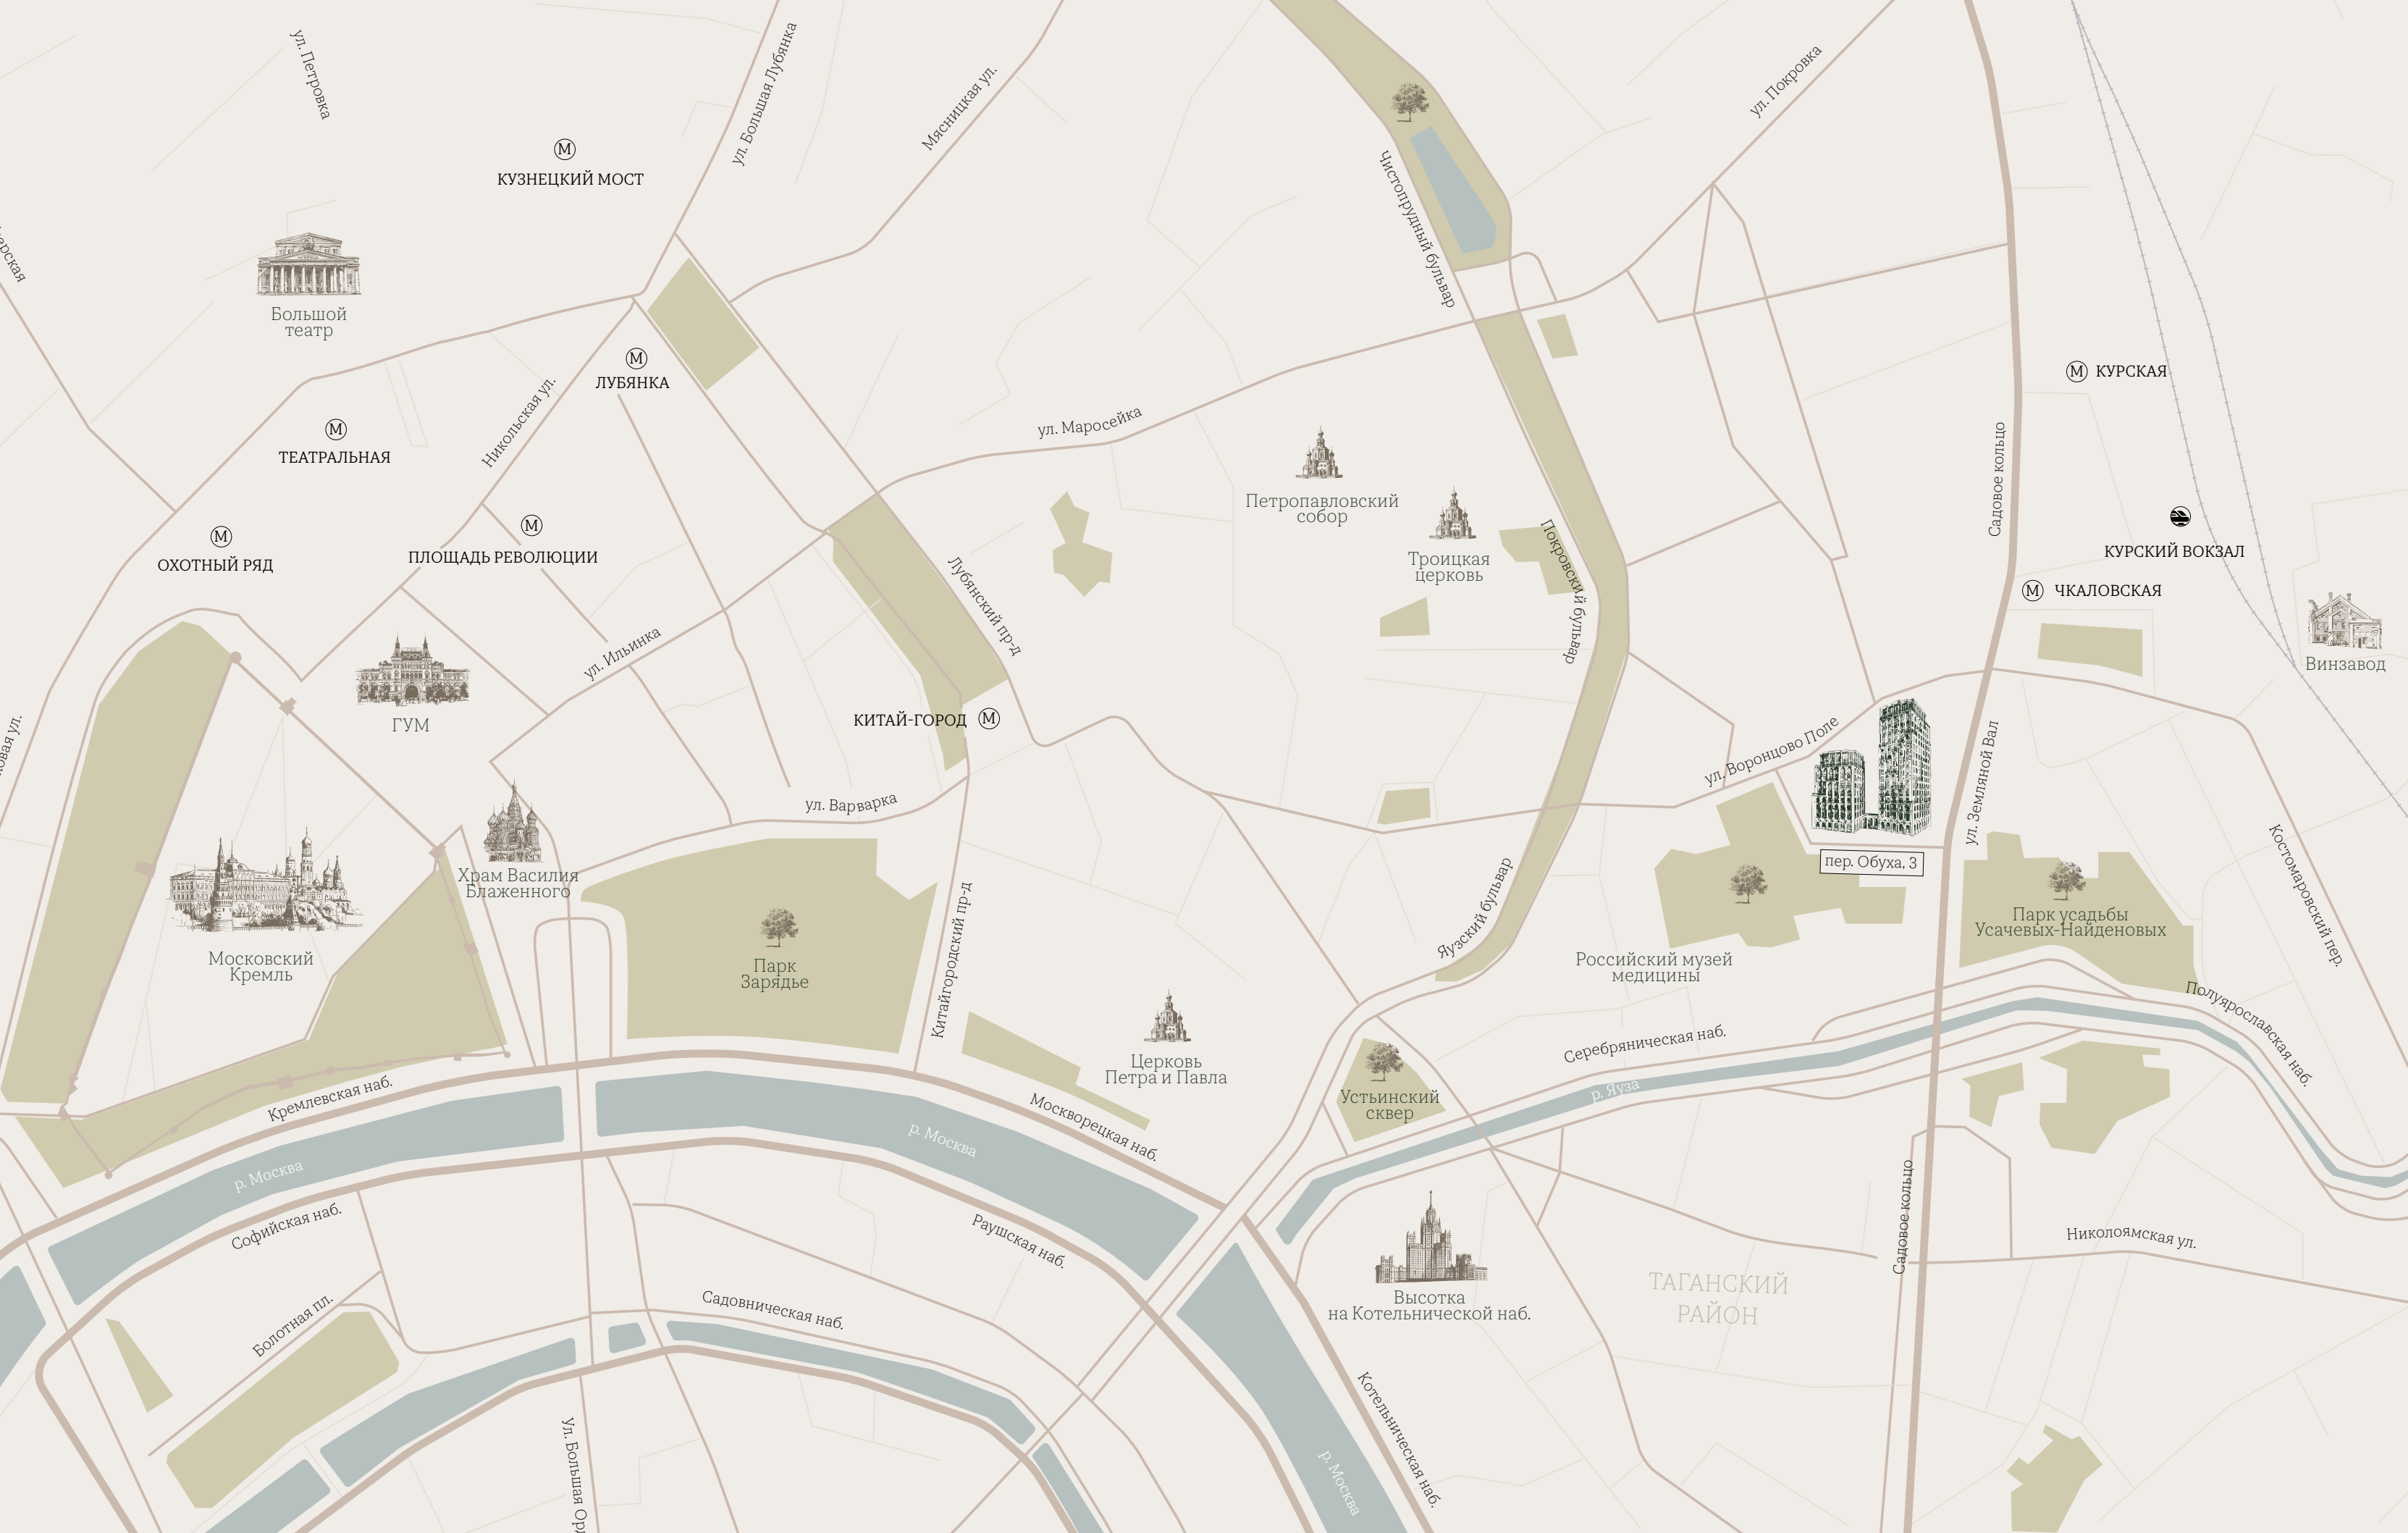 ул. Петровка
ул. Большая Лубянка
Мясницкая ул.
ул. Покровка
М
КУЗНЕЦКИЙ МОСТ
Чистопрудный бульвар
Большой
театр
М
ЛУБЯНКА
М
КУРСКАЯ
Никольская ул.
ул. Маросейка
М
ТЕАТРАЛЬНАЯ
Садовое кольцо
Петропавловский
собор
М
ОХОТНЫЙ РЯД
М
ПЛОЩАДЬ РЕВОЛЮЦИИ
Троицкая
церковь
Покровский бульвар
КУРСКИЙ ВОКЗАЛ
М
ЧКАЛОВСКАЯ
Лубянский пр-д
ул. Ильинка
Винзавод
ГУМ
КИТАЙ-ГОРОД
М
ул. Воронцово Поле
ул. Земляной Вал
ул. Варварка
Костомаровский пер.
пер. Обуха, 3
Храм Василия
Блаженного
Яузский бульвар
Парк усадьбы
Усачевых-Найденовых
Китайгородский пр-д
Московский
Кремль
Парк
Зарядье
Российский музей
медицины
Полуярославская наб.
Серебряническая наб.
Церковь
Петра и Павла
Кремлевская наб.
Москворецкая наб.
Устьинский
сквер
р. Яуза
р. Москва
р. Москва
Софийская наб.
Раушская наб.
Садовое кольцо
Николоямская ул.
ТАГАНСКИЙ
РАЙОН
Высотка
на Котельнической наб.
Болотная пл.
Садовническая наб.
Котельническая наб.
Ул. Большая
р. Москва